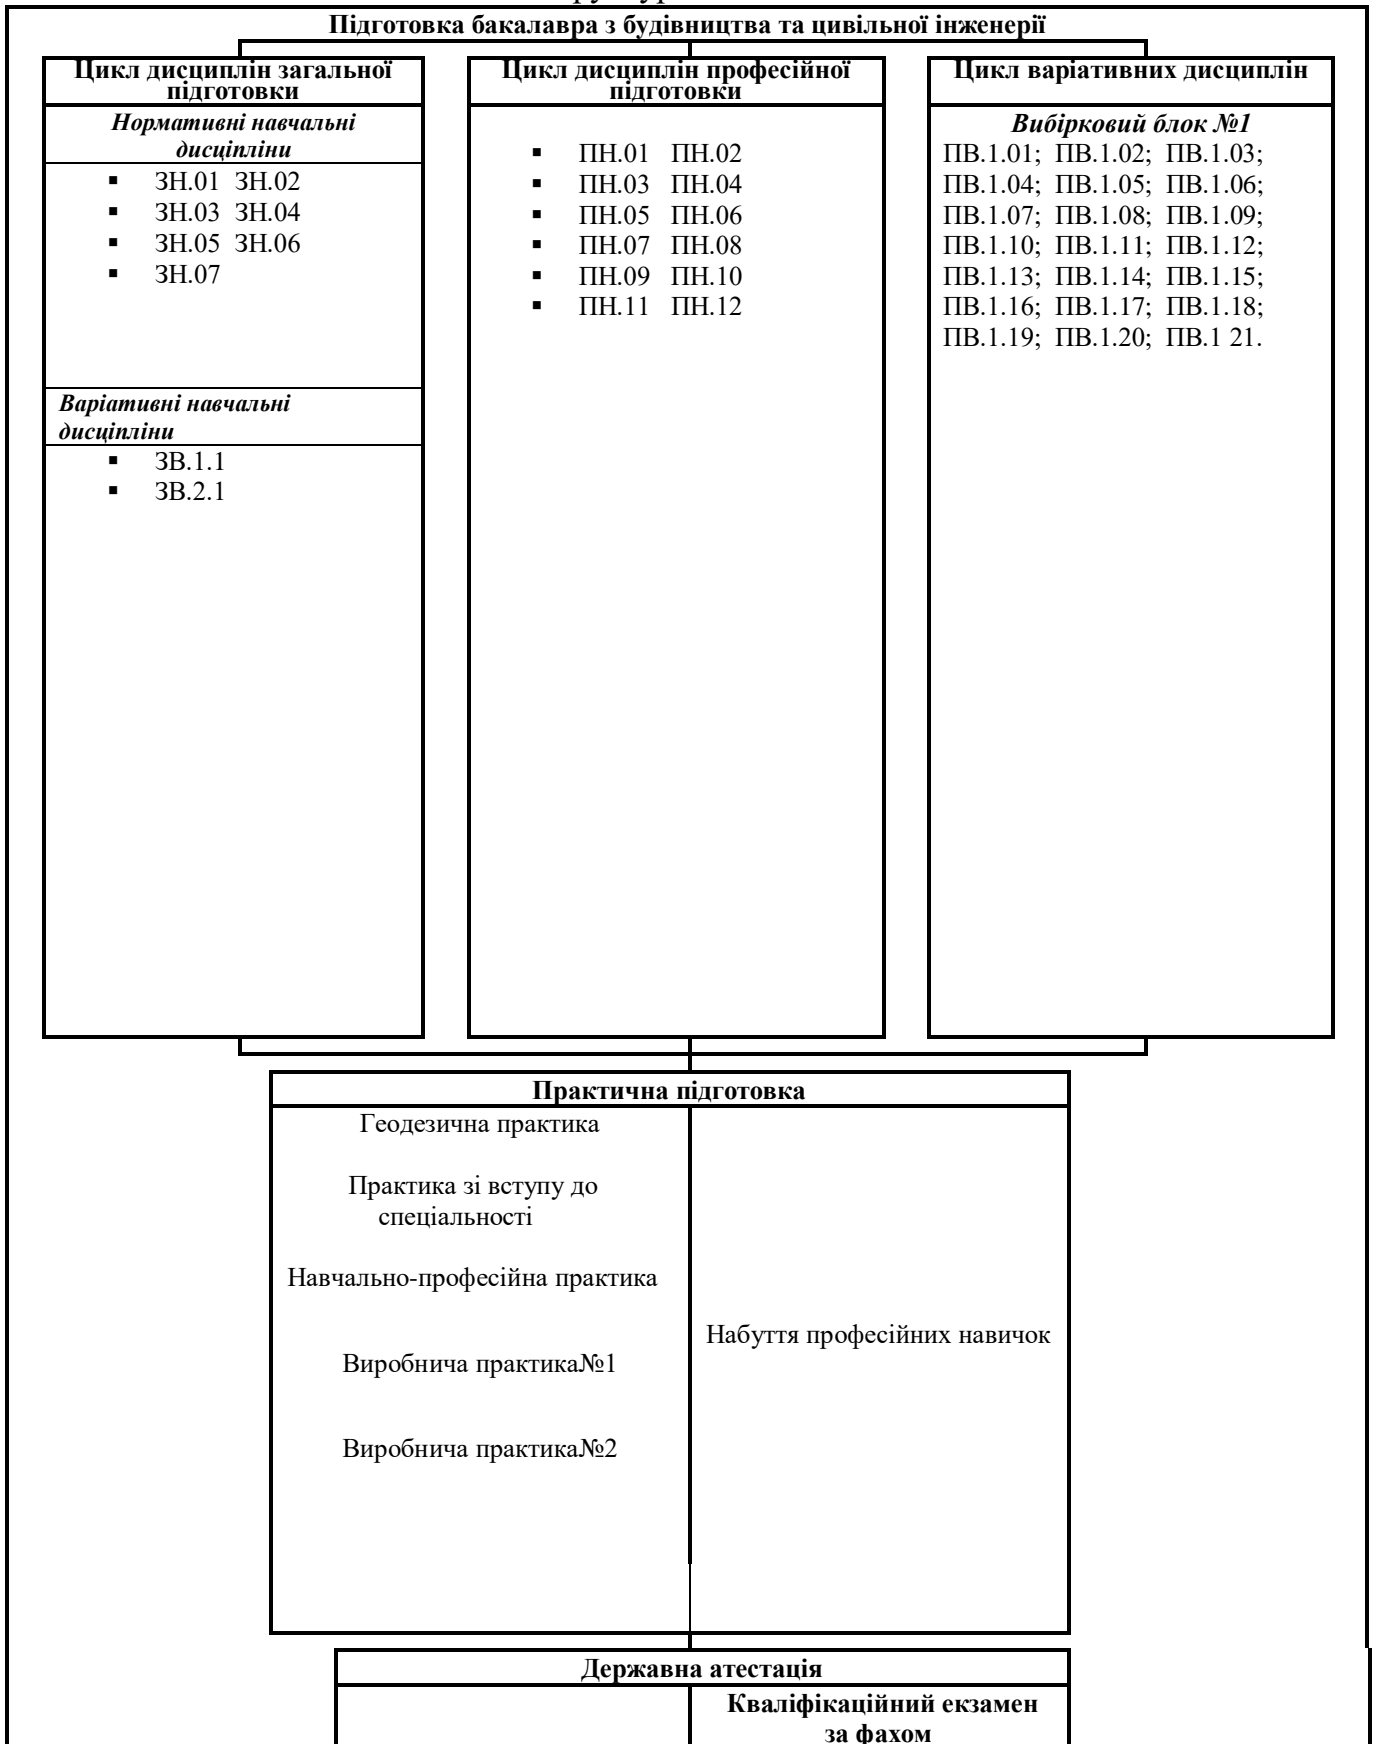 Підготовка бакалавра з будівництва та цивільної інженерії
Цикл дисциплін загальної
підготовки
Нормативні навчальні
дисціпліни
▪ ЗН.01 ЗН.02
▪ ЗН.03 ЗН.04
▪ ЗН.05 ЗН.06
▪ ЗН.07
Варіативні навчальні
дисціпліни
▪ ЗВ.1.1
▪ ЗВ.2.1
Цикл дисциплін професійної
підготовки
▪ ПН.01 ПН.02
▪ ПН.03 ПН.04
▪ ПН.05 ПН.06
▪ ПН.07 ПН.08
▪ ПН.09 ПН.10
▪ ПН.11 ПН.12
Цикл варіативних дисциплін
Вибірковий блок №1
ПВ.1.01; ПВ.1.02; ПВ.1.03;
ПВ.1.04; ПВ.1.05; ПВ.1.06;
ПВ.1.07; ПВ.1.08; ПВ.1.09;
ПВ.1.10; ПВ.1.11; ПВ.1.12;
ПВ.1.13; ПВ.1.14; ПВ.1.15;
ПВ.1.16; ПВ.1.17; ПВ.1.18;
ПВ.1.19; ПВ.1.20; ПВ.1 21.
Практична підготовка
Геодезична практика
Практика зі вступу до
спеціальності
Навчально-професійна практика
Виробнича практика№1
Виробнича практика№2
Набуття професійних навичок
Державна атестація
Кваліфікаційний екзамен
за фахом